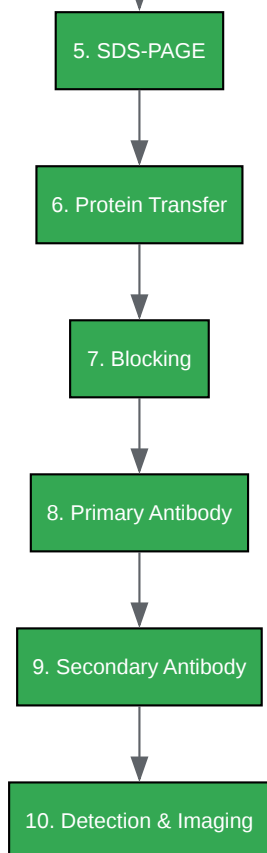 5. SDS-PAGE
6. Protein Transfer
7. Blocking
8. Primary Antibody
9. Secondary Antibody
10. Detection & Imaging